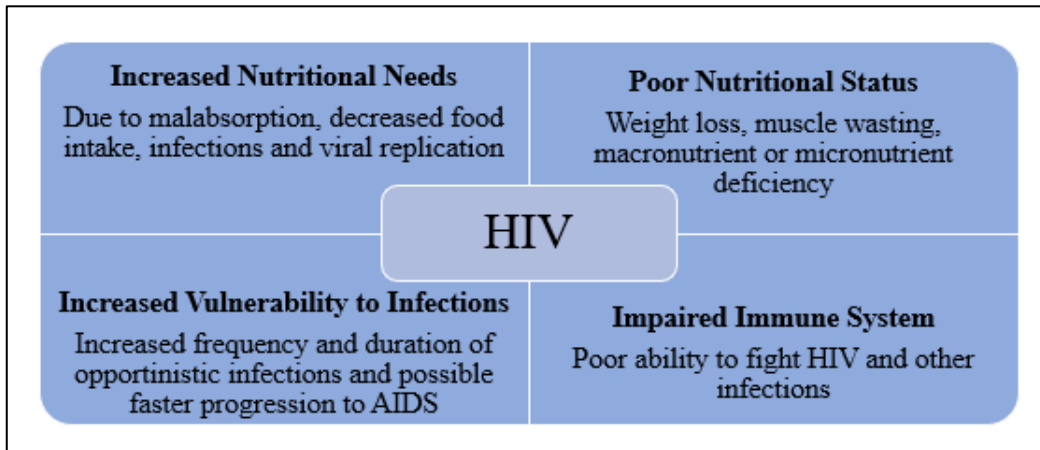 Increased Nutritional Needs
Due to malabsorption, decreased food
intake, infections and viral replication
Poor Nutritional Status
Weight loss, muscle wasting,
macronutrient or micronutrient
deficiency
HIV
Increased Vulnerability to Infections
Increased frequency and duration of
opportinistic infections and possible
faster progression to AIDS
Impaired Immune System
Poor ability to fight HIV and other
infections